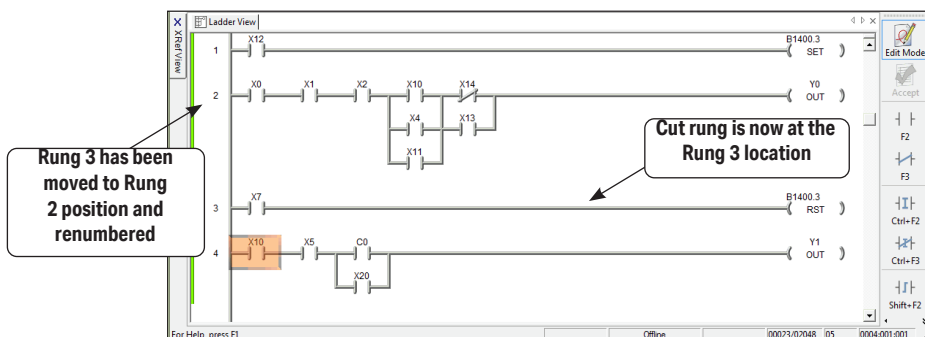 Ladder View
X Ref View
1
X12
B1400.3
SET
2
X0
X1
X2
X10
X14
Y0
OUT
X4
X13
X11
3
X7
B1400.3
RST
4
X10
X5
C0
Y1
OUT
X20
Rung 3 has been
moved to Rung
2 position and
renumbered
Cut rung is now at the
Rung 3 location
Edit Mode
Accept
F2
F3
Ctrl+F2
Ctrl+F3
Shift+F2
For Help, press F1
Offline
00023/02048
05
0004:001:001